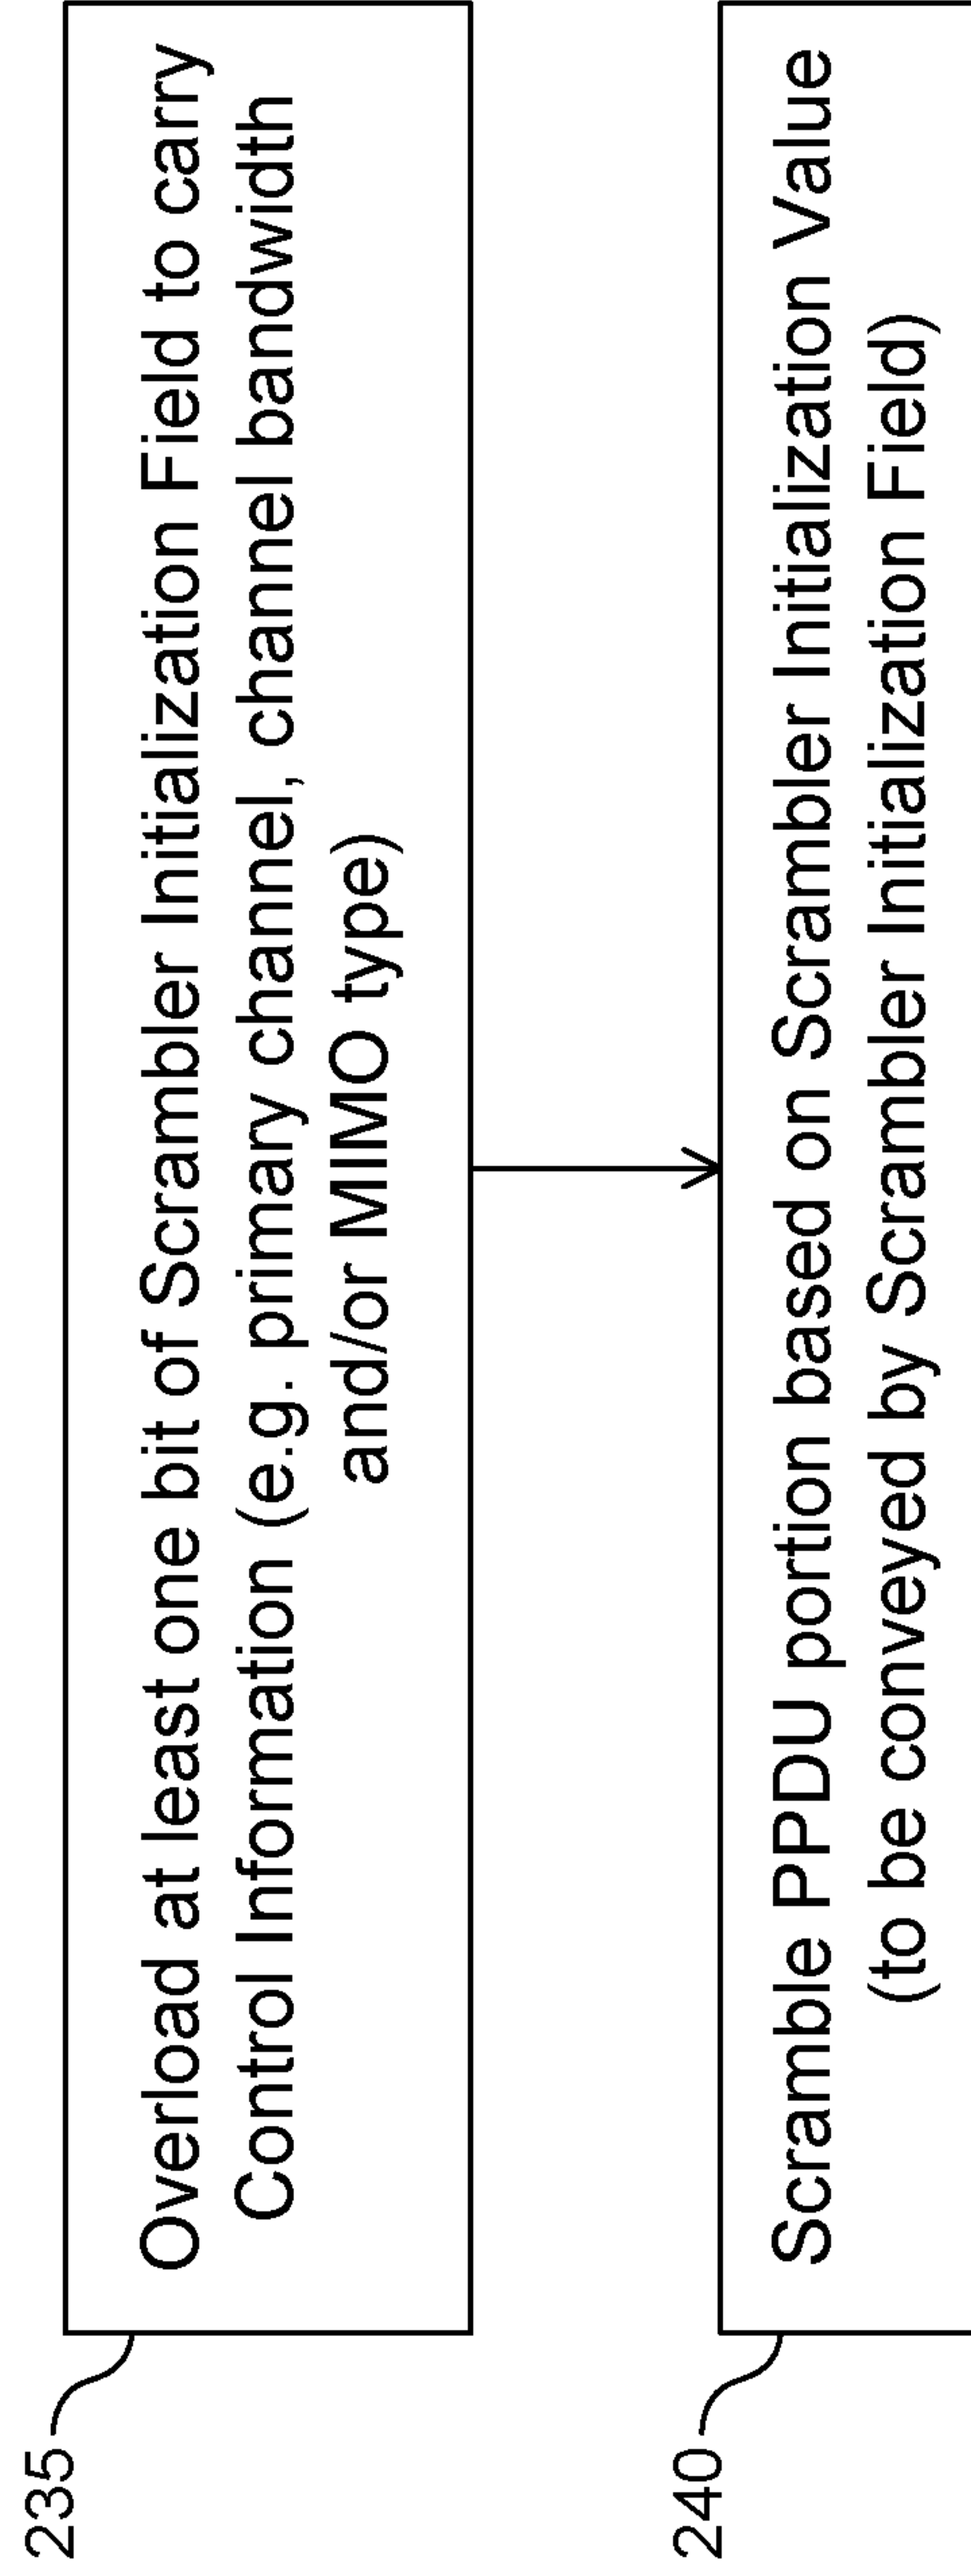 235
Overload at least one bit of Scrambler Initialization Field to carry
Control Information (e.g. primary channel, channel bandwidth
and/or MIMO type)
240
Scramble PPDU portion based on Scrambler Initialization Value
(to be conveyed by Scrambler Initialization Field)